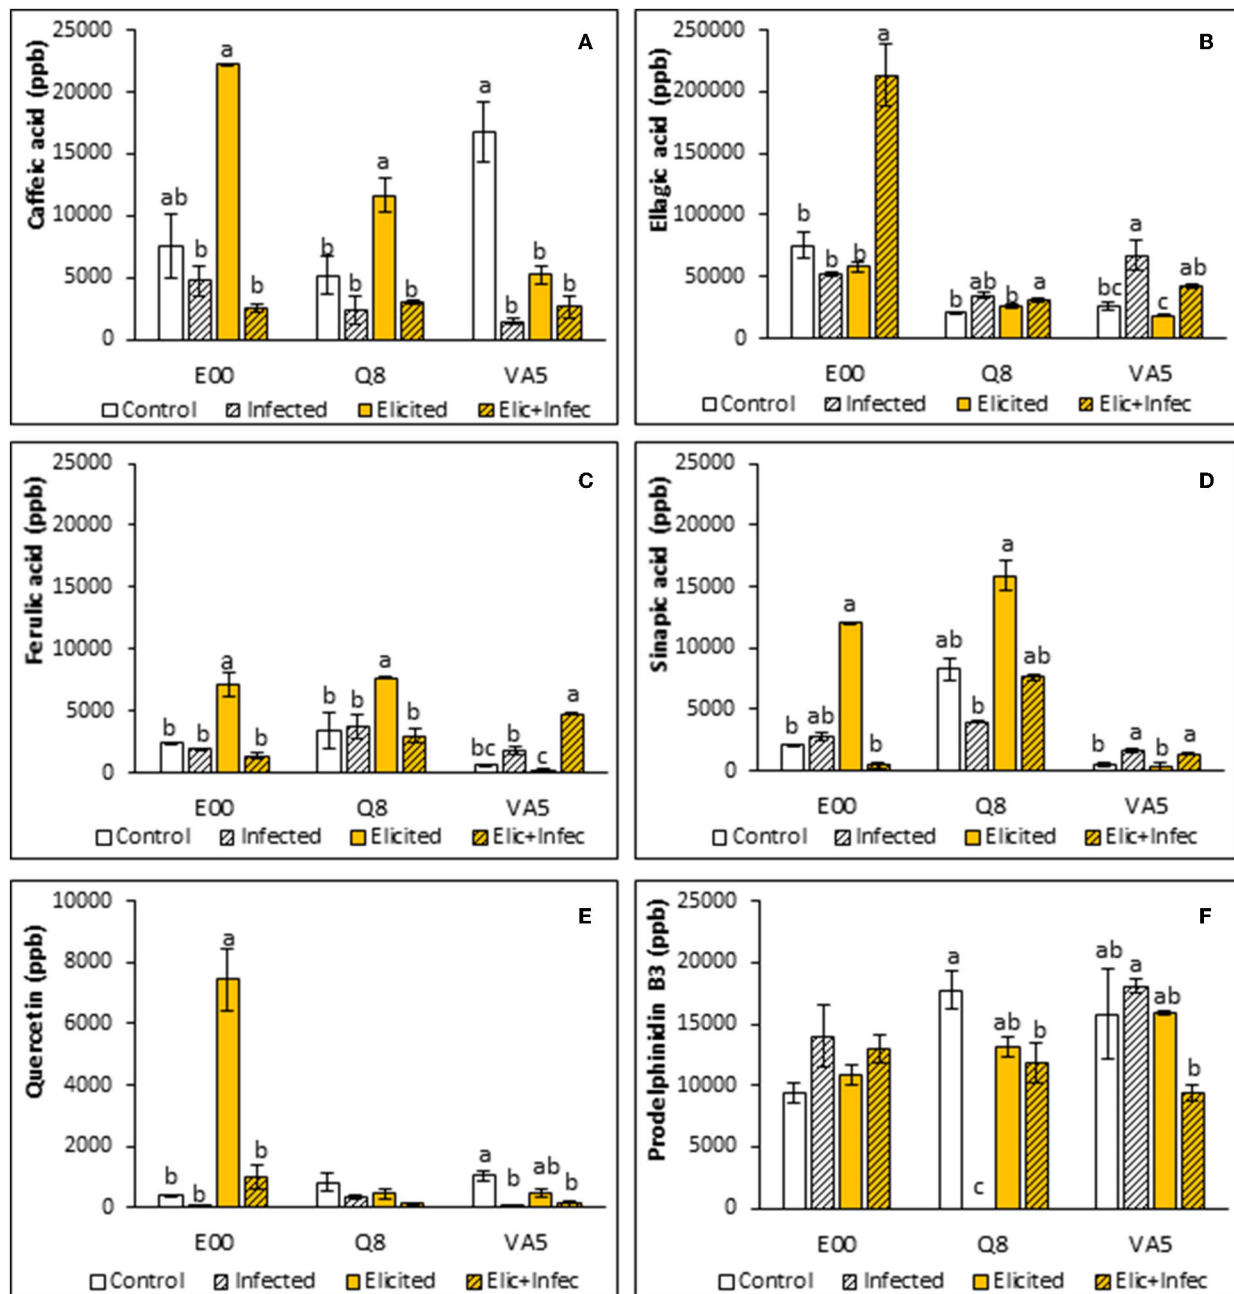 A
Caffeic acid (ppb)
25000
20000
15000
10000
5000
0
ab b a b
b b a b
a b b b
E00 Q8 VA5
Control Infected Elicited Elic+Infec
B
Ellagic acid (ppb)
250000
200000
150000
100000
50000
0
b b b a
b ab b a
bc a c ab
E00 Q8 VA5
Control Infected Elicited Elic+Infec
C
Ferulic acid (ppb)
25000
20000
15000
10000
5000
0
b b a b
b b a b
bc b c a
E00 Q8 VA5
Control Infected Elicited Elic+Infec
D
Sinapic acid (ppb)
25000
20000
15000
10000
5000
0
b ab a b
ab b a ab
b a b a
E00 Q8 VA5
Control Infected Elicited Elic+Infec
E
Quercetin (ppb)
10000
8000
6000
4000
2000
0
b b a b
a b ab b
E00 Q8 VA5
Control Infected Elicited Elic+Infec
F
Prodelphinidin B3 (ppb)
25000
20000
15000
10000
5000
0
a c ab b
ab a ab b
E00 Q8 VA5
Control Infected Elicited Elic+Infec